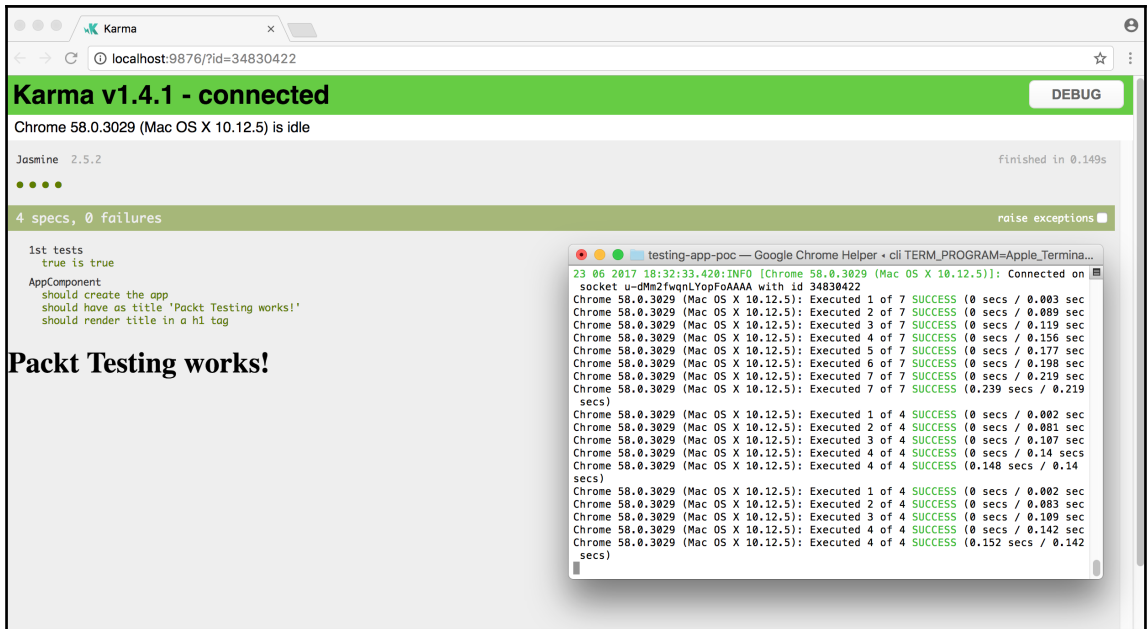 Karma
localhost:9876/?id=34830422
Karma v1.4.1 - connected
DEBUG
Chrome 58.0.3029 (Mac OS X 10.12.5) is idle
Jasmine 2.5.2
finished in 0.149s
4 specs, 0 failures
raise exceptions
1st tests
true is true
AppComponent
should create the app
should have as title 'Packt Testing works!'
should render title in a h1 tag
Packt Testing works!
testing-app-poc — Google Chrome Helper ◂ cli TERM_PROGRAM=Apple_Termina...
23 06 2017 18:32:33.420:INFO [Chrome 58.0.3029 (Mac OS X 10.12.5)]: Connected on
socket u-dMm2fwqnLYopFoAAAA with id 34830422
Chrome 58.0.3029 (Mac OS X 10.12.5): Executed 1 of 7 SUCCESS (0 secs / 0.003 sec
Chrome 58.0.3029 (Mac OS X 10.12.5): Executed 2 of 7 SUCCESS (0 secs / 0.089 sec
Chrome 58.0.3029 (Mac OS X 10.12.5): Executed 3 of 7 SUCCESS (0 secs / 0.119 sec
Chrome 58.0.3029 (Mac OS X 10.12.5): Executed 4 of 7 SUCCESS (0 secs / 0.156 sec
Chrome 58.0.3029 (Mac OS X 10.12.5): Executed 5 of 7 SUCCESS (0 secs / 0.177 sec
Chrome 58.0.3029 (Mac OS X 10.12.5): Executed 6 of 7 SUCCESS (0 secs / 0.198 sec
Chrome 58.0.3029 (Mac OS X 10.12.5): Executed 7 of 7 SUCCESS (0 secs / 0.219 sec
Chrome 58.0.3029 (Mac OS X 10.12.5): Executed 7 of 7 SUCCESS (0.239 secs / 0.219
secs)
Chrome 58.0.3029 (Mac OS X 10.12.5): Executed 1 of 4 SUCCESS (0 secs / 0.002 sec
Chrome 58.0.3029 (Mac OS X 10.12.5): Executed 2 of 4 SUCCESS (0 secs / 0.081 sec
Chrome 58.0.3029 (Mac OS X 10.12.5): Executed 3 of 4 SUCCESS (0 secs / 0.107 sec
Chrome 58.0.3029 (Mac OS X 10.12.5): Executed 4 of 4 SUCCESS (0 secs / 0.14 secs
Chrome 58.0.3029 (Mac OS X 10.12.5): Executed 4 of 4 SUCCESS (0.148 secs / 0.14
secs)
Chrome 58.0.3029 (Mac OS X 10.12.5): Executed 1 of 4 SUCCESS (0 secs / 0.002 sec
Chrome 58.0.3029 (Mac OS X 10.12.5): Executed 2 of 4 SUCCESS (0 secs / 0.083 sec
Chrome 58.0.3029 (Mac OS X 10.12.5): Executed 3 of 4 SUCCESS (0 secs / 0.109 sec
Chrome 58.0.3029 (Mac OS X 10.12.5): Executed 4 of 4 SUCCESS (0 secs / 0.142 sec
Chrome 58.0.3029 (Mac OS X 10.12.5): Executed 4 of 4 SUCCESS (0.152 secs / 0.142
secs)